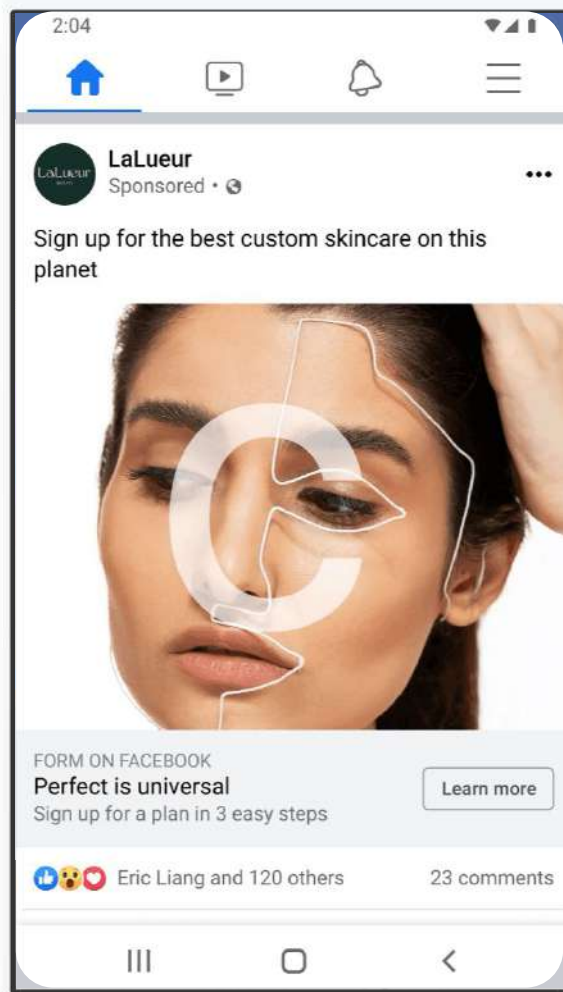 2:04
LaLueur
LaLueur
Sponsored •
Sign up for the best custom skincare on this
planet
C
FORM ON FACEBOOK
Perfect is universal
Sign up for a plan in 3 easy steps
Learn more
Eric Liang and 120 others
23 comments